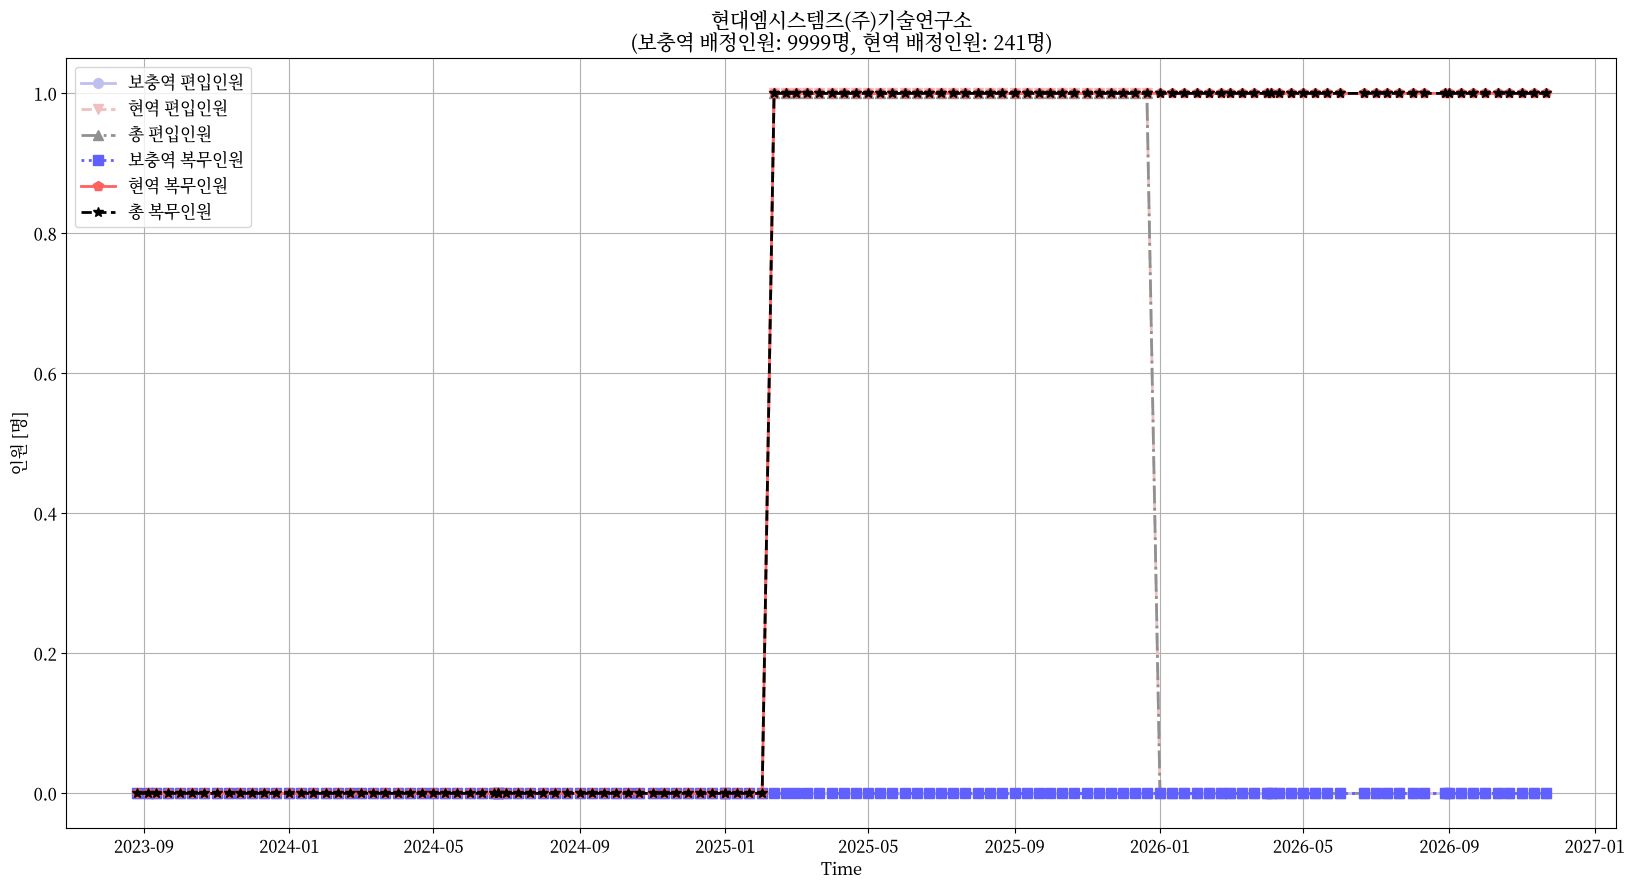 현대엠시스템즈(주)기술연구소
(보충역 배정인원: 9999명, 현역 배정인원: 241명)
보충역 편입인원
현역 편입인원
총 편입인원
보충역 복무인원
현역 복무인원
총 복무인원
1.0
0.8
0.6
0.4
0.2
0.0
인원 [명]
2023-09
2024-01
2024-05
2024-09
2025-01
2025-05
2025-09
2026-01
2026-05
2026-09
2027-01
Time